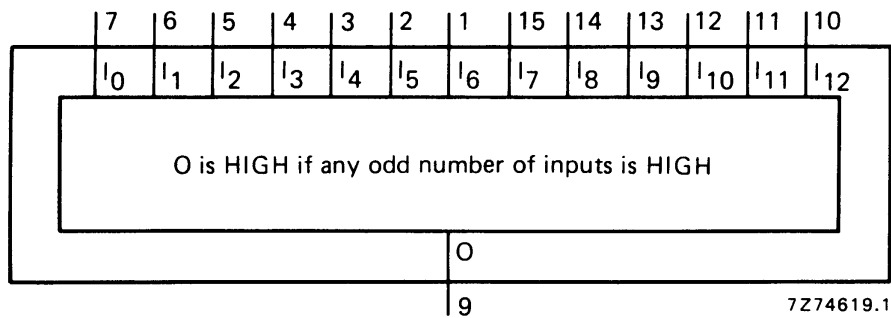 7 6 5 4 3 2 1 15 14 13 12 11 10
I0 I1 I2 I3 I4 I5 I6 I7 I8 I9 I10 I11 I12
O is HIGH if any odd number of inputs is HIGH
O
9 7Z74619.1